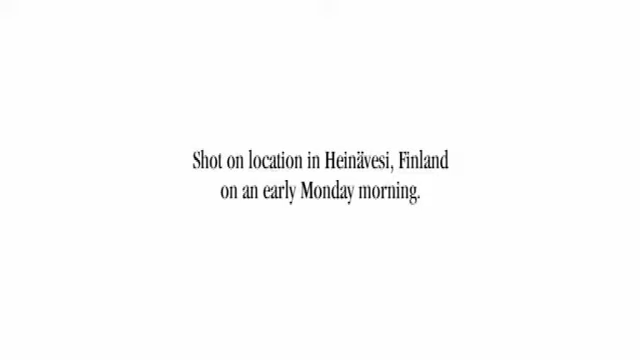 Shot on location in Heinävesi, Finland
on an early Monday morning.